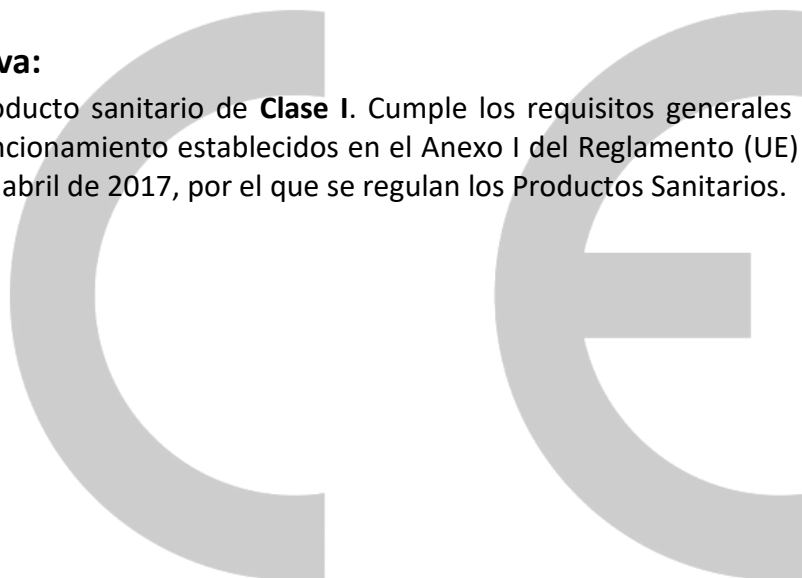 va:
oducto sanitario de Clase I. Cumple los requisitos generales
ncionamiento establecidos en el Anexo I del Reglamento (UE)
abril de 2017, por el que se regulan los Productos Sanitarios.
CE